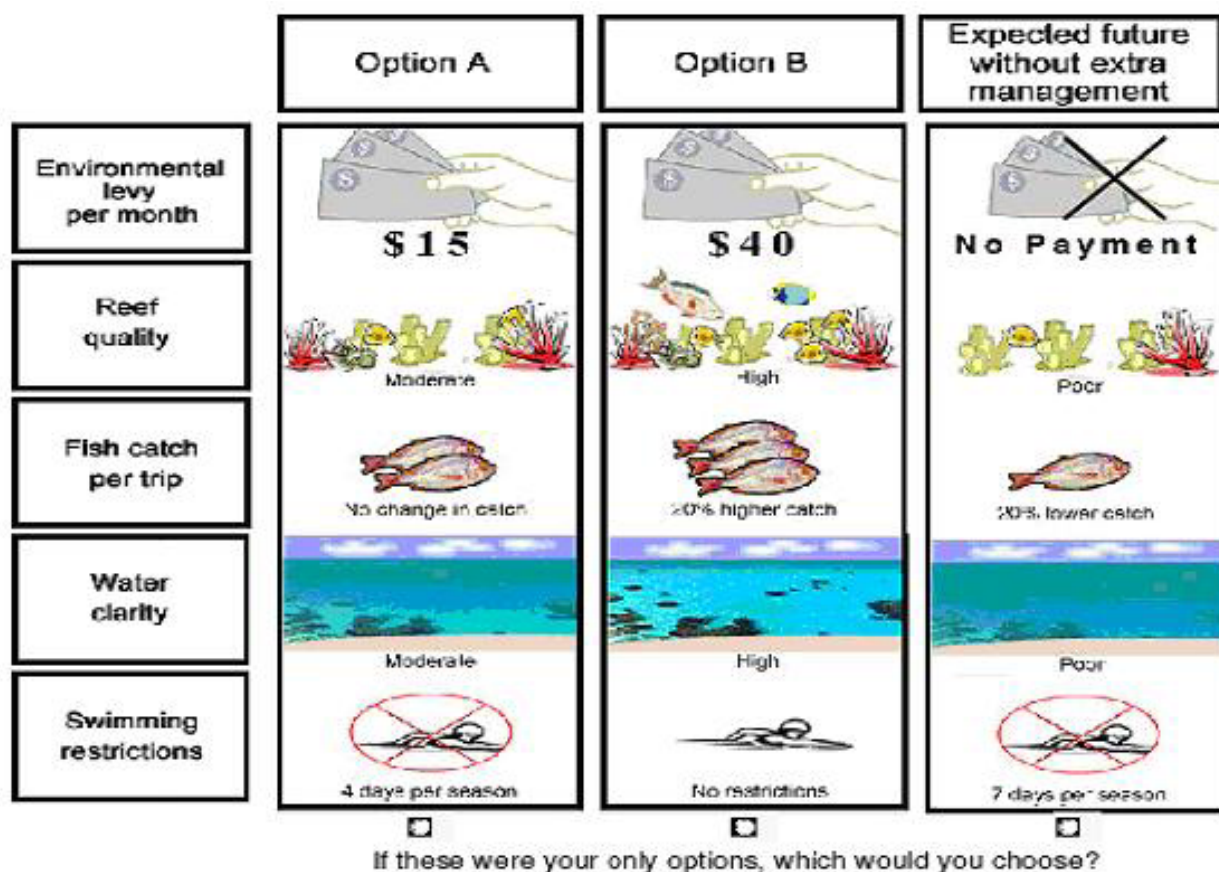 Option A
Option B
Expected future
without extra
management
Environmental
levy
per month
$ 15
$ 40
No Payment
Reef
quality
Moderate
High
Poor
Fish catch
per trip
No change in catch
20% higher catch
20% lower catch
Water
clarity
Moderate
High
Poor
Swimming
restrictions
4 days per season
No restrictions
7 days per season
If these were your only options, which would you choose?